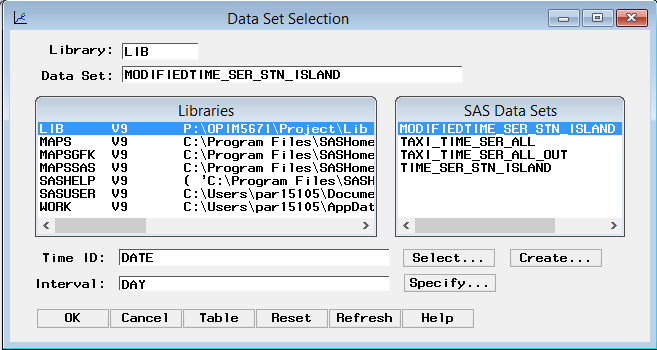 Data Set Selection
Library: LIB
Data Set: MODIFIEDTIME_SER_STN_ISLAND
Libraries
LIB V9 P:\OPIM5671\Project\Lib
MAPS V9 C:\Program Files\SASHome
MAPSGFK V9 C:\Program Files\SASHome
MAPSSAS V9 C:\Program Files\SASHome
SASHELP V9 ( 'C:\Program Files\SASH
SASUSER V9 C:\Users\par15105\Docume
WORK V9 C:\Users\par15105\AppDat
SAS Data Sets
MODIFIEDTIME_SER_STN_ISLAND
TAXI_TIME_SER_ALL
TAXI_TIME_SER_ALL_OUT
TIME_SER_STN_ISLAND
Time ID: DATE Select... Create...
Interval: DAY Specify...
OK Cancel Table Reset Refresh Help